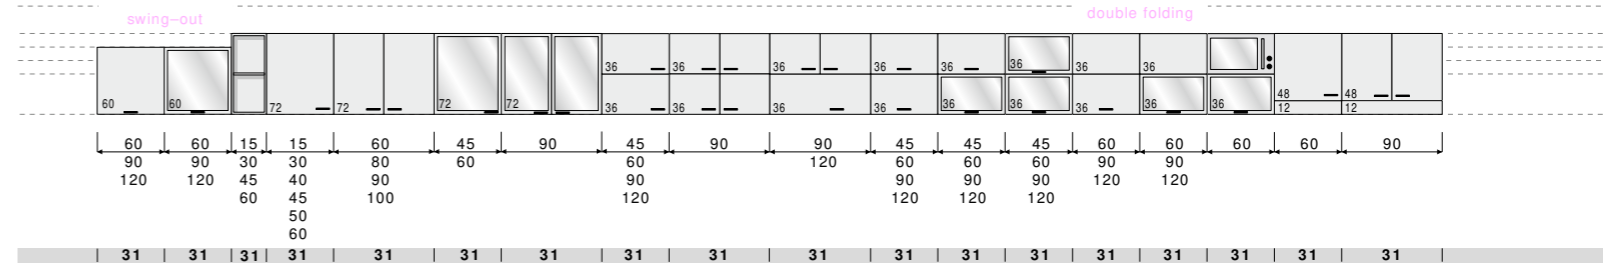 swing–out
double folding
36 36 36 36 36 36 36 36
48 48
60 60 72 72 72 72 36 36 36 36 36 36 36 36 36 12 12
60 60 15 15 60 45 90 45 90 90 45 45 45 60 60 60 60 90
90 90 30 30 80 60 60 120 60 60 60 90 90
120 120 45 40 90 90 90 90 90 120 120
60 45 100 120 120 120 120
50
60
31 31 31 31 31 31 31 31 31 31 31 31 31 31 31 31 31 31